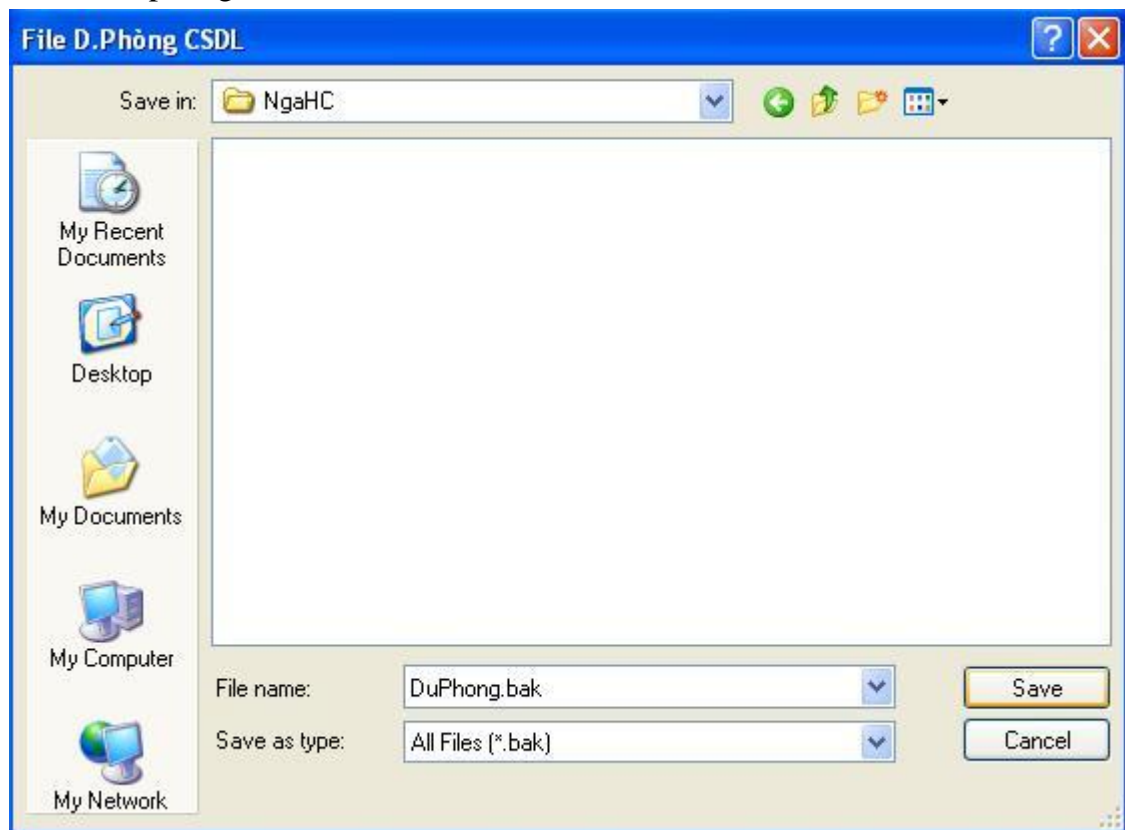 File D.Phòng CSDL
Save in:
NgaHC
My Recent
Documents
Desktop
My Documents
My Computer
My Network
File name:
DuPhong.bak
Save
Save as type:
All Files (*.bak)
Cancel